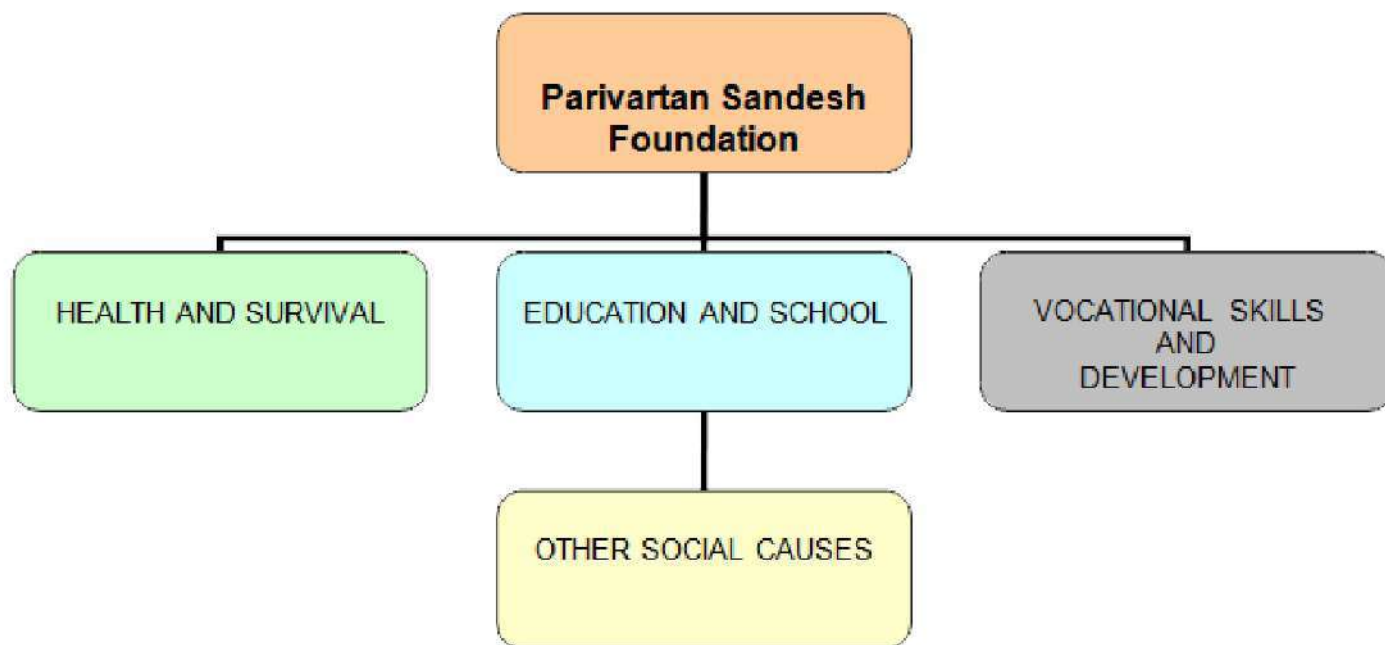 Parivartan Sandesh
Foundation
HEALTH AND SURVIVAL
EDUCATION AND SCHOOL
VOCATIONAL SKILLS
AND
DEVELOPMENT
OTHER SOCIAL CAUSES